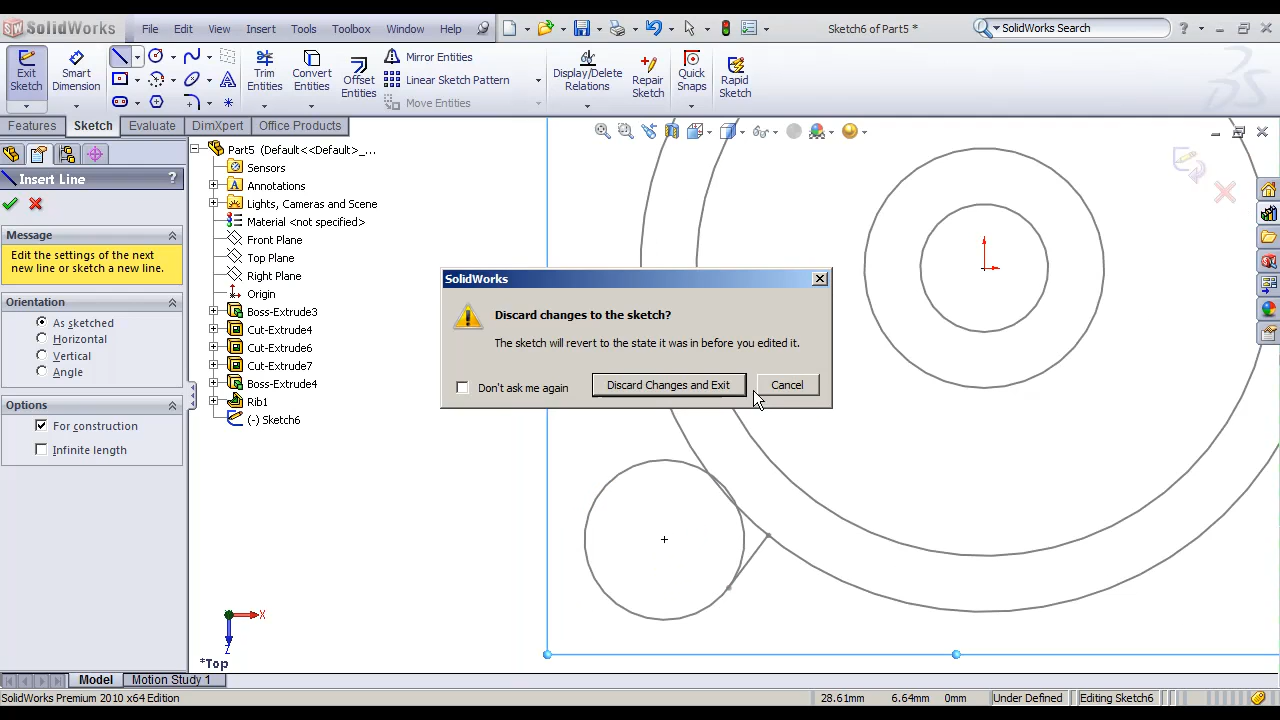 SolidWorks File Edit View Insert Tools Toolbox Window Help Sketch6 of Part5 * SolidWorks Search ?
Exit Sketch Smart Dimension Trim Entities Convert Entities Offset Entities Mirror Entities Linear Sketch Pattern Move Entities Display/Delete Relations Repair Sketch Quick Snaps Rapid Sketch
Features Sketch Evaluate DimXpert Office Products
Insert Line ?
Message
Edit the settings of the next
new line or sketch a new line.
Orientation
As sketched
Horizontal
Vertical
Angle
Options
For construction
Infinite length
Part5 (Default<<Default>_...
Sensors
Annotations
Lights, Cameras and Scene
Material <not specified>
Front Plane
Top Plane
Right Plane
Origin
Boss-Extrude3
Cut-Extrude4
Cut-Extrude6
Cut-Extrude7
Boss-Extrude4
Rib1
(-) Sketch6
SolidWorks
Discard changes to the sketch?
The sketch will revert to the state it was in before you edited it.
Don't ask me again Discard Changes and Exit Cancel
X
Z
*Top
Model Motion Study 1
SolidWorks Premium 2010 x64 Edition 28.61mm 6.64mm 0mm Under Defined Editing Sketch6